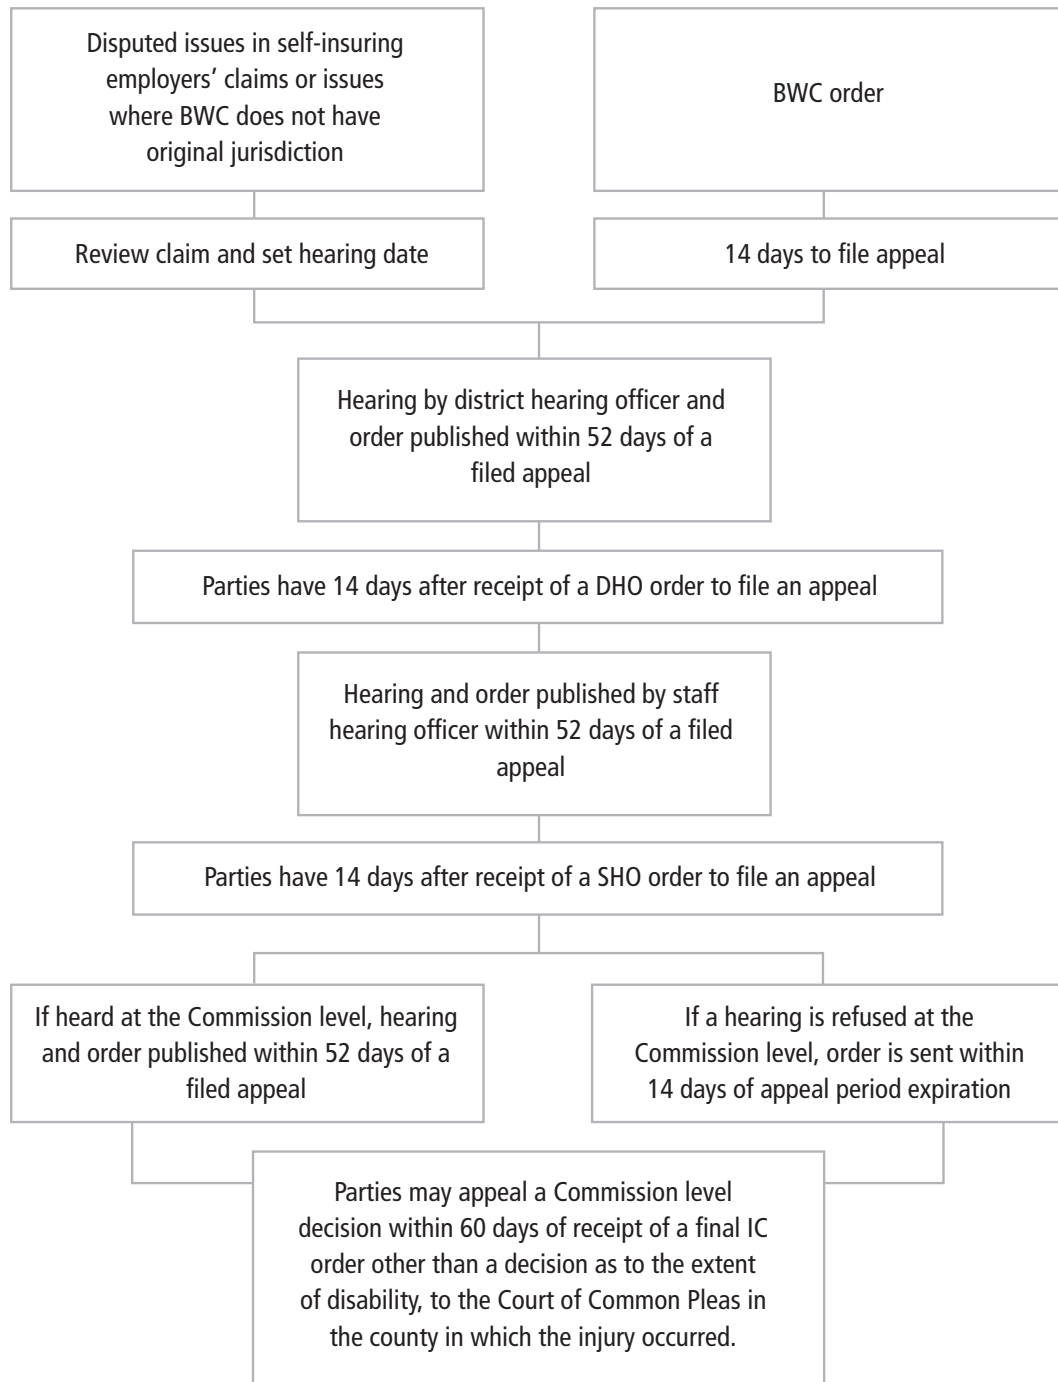 Disputed issues in self-insuring
employers’ claims or issues
where BWC does not have
original jurisdiction
BWC order
Review claim and set hearing date
14 days to file appeal
Hearing by district hearing officer and
order published within 52 days of a
filed appeal
Parties have 14 days after receipt of a DHO order to file an appeal
Hearing and order published by staff
hearing officer within 52 days of a filed
appeal
Parties have 14 days after receipt of a SHO order to file an appeal
If heard at the Commission level, hearing
and order published within 52 days of a
filed appeal
If a hearing is refused at the
Commission level, order is sent within
14 days of appeal period expiration
Parties may appeal a Commission level
decision within 60 days of receipt of a final IC
order other than a decision as to the extent
of disability, to the Court of Common Pleas in
the county in which the injury occurred.